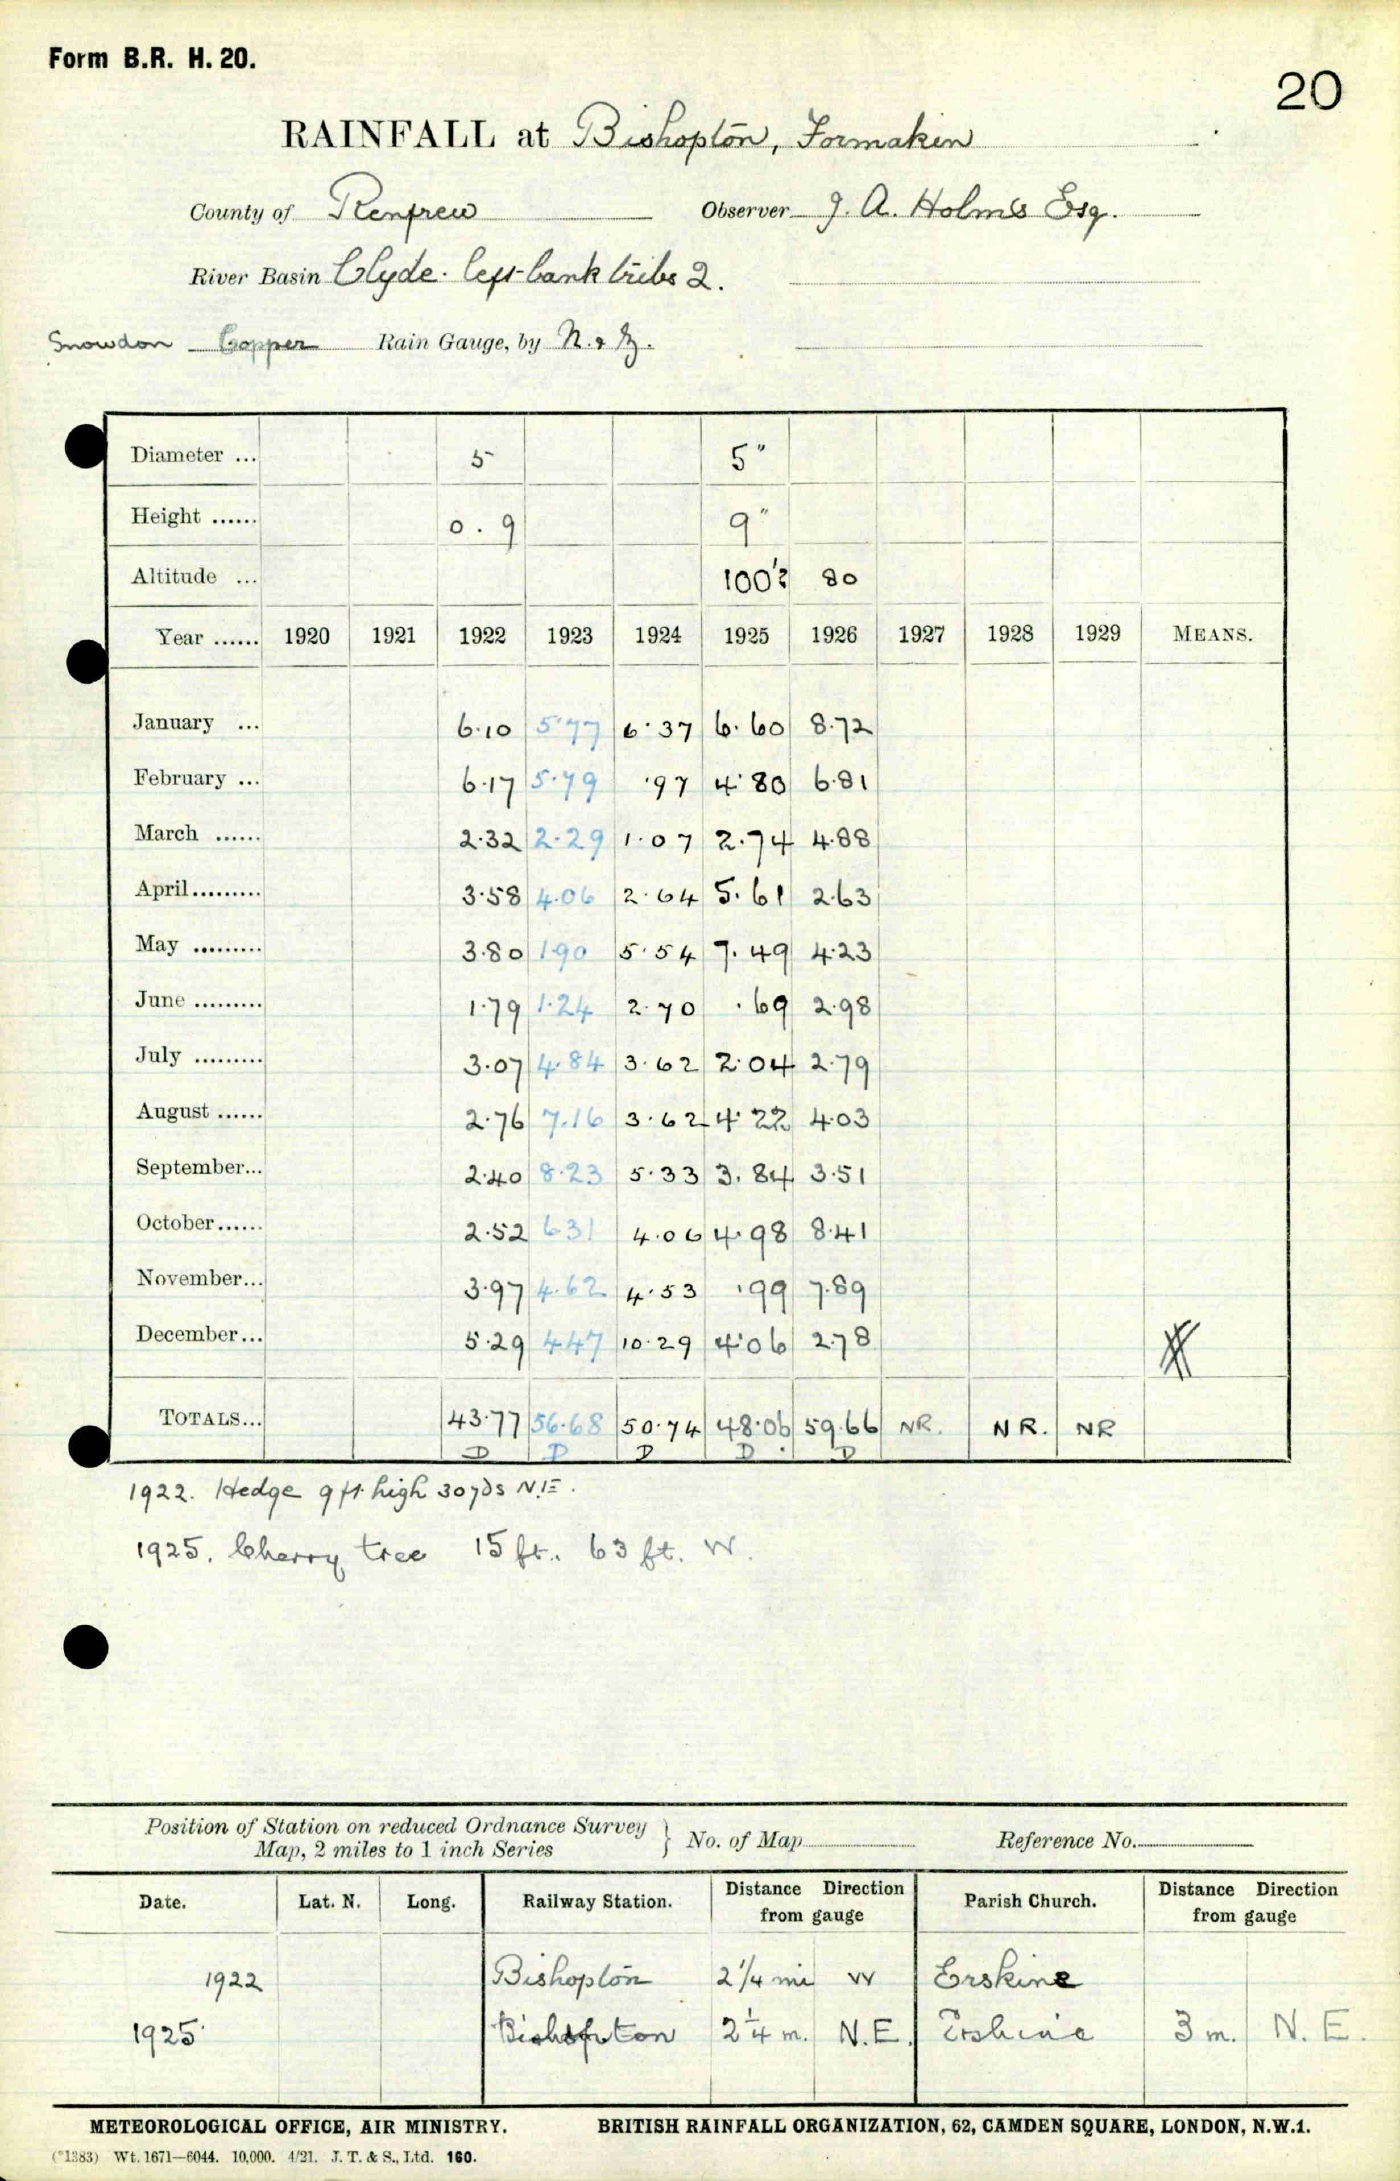 Form B.R. H. 20.
20
RAINFALL at Bishopton, Formakin
County of Renfrew Observer J. A. Holms Esq.
River Basin Clyde. left bank tribs 2.
Snowdon Copper Rain Gauge, by N. & Z.
Diameter ... 5 5"
Height ...... 0.9 9"
Altitude ... 100'? 80
Year ...... 1920 1921 1922 1923 1924 1925 1926 1927 1928 1929 MEANS.
January ... 6.10 5.77 6.37 6.60 8.72
February ... 6.17 5.79 .97 4.80 6.81
March ...... 2.32 2.29 1.07 2.74 4.88
April......... 3.58 4.06 2.64 5.61 2.63
May ......... 3.80 1.90 5.54 7.49 4.23
June ......... 1.79 1.24 2.70 .69 2.98
July ......... 3.07 4.84 3.62 2.04 2.79
August ...... 2.76 7.16 3.62 4.22 4.03
September... 2.40 8.23 5.33 3.84 3.51
October...... 2.52 6.31 4.06 4.98 8.41
November... 3.97 4.62 4.53 .99 7.89
December... 5.29 4.47 10.29 4.06 2.78
TOTALS... 43.77 56.68 50.74 48.06 59.66 NR. NR. NR
D D D D D
1922. Hedge 9 ft. high 30 yds N.E.
1925. Cherry tree 15 ft. 63 ft. W.
Position of Station on reduced Ordnance Survey
Map, 2 miles to 1 inch Series } No. of Map Reference No.
Date. Lat. N. Long. Railway Station. Distance Direction from gauge Parish Church. Distance Direction from gauge
1922 Bishopton 2 1/4 mi W Erskine
1925 Bishopton 2 1/4 m. N.E. Erskine 3 m. N.E.
METEOROLOGICAL OFFICE, AIR MINISTRY. BRITISH RAINFALL ORGANIZATION, 62, CAMDEN SQUARE, LONDON, N.W.1.
(*1383) Wt. 1671—6044. 10,000. 4/21. J. T. & S., Ltd. 160.